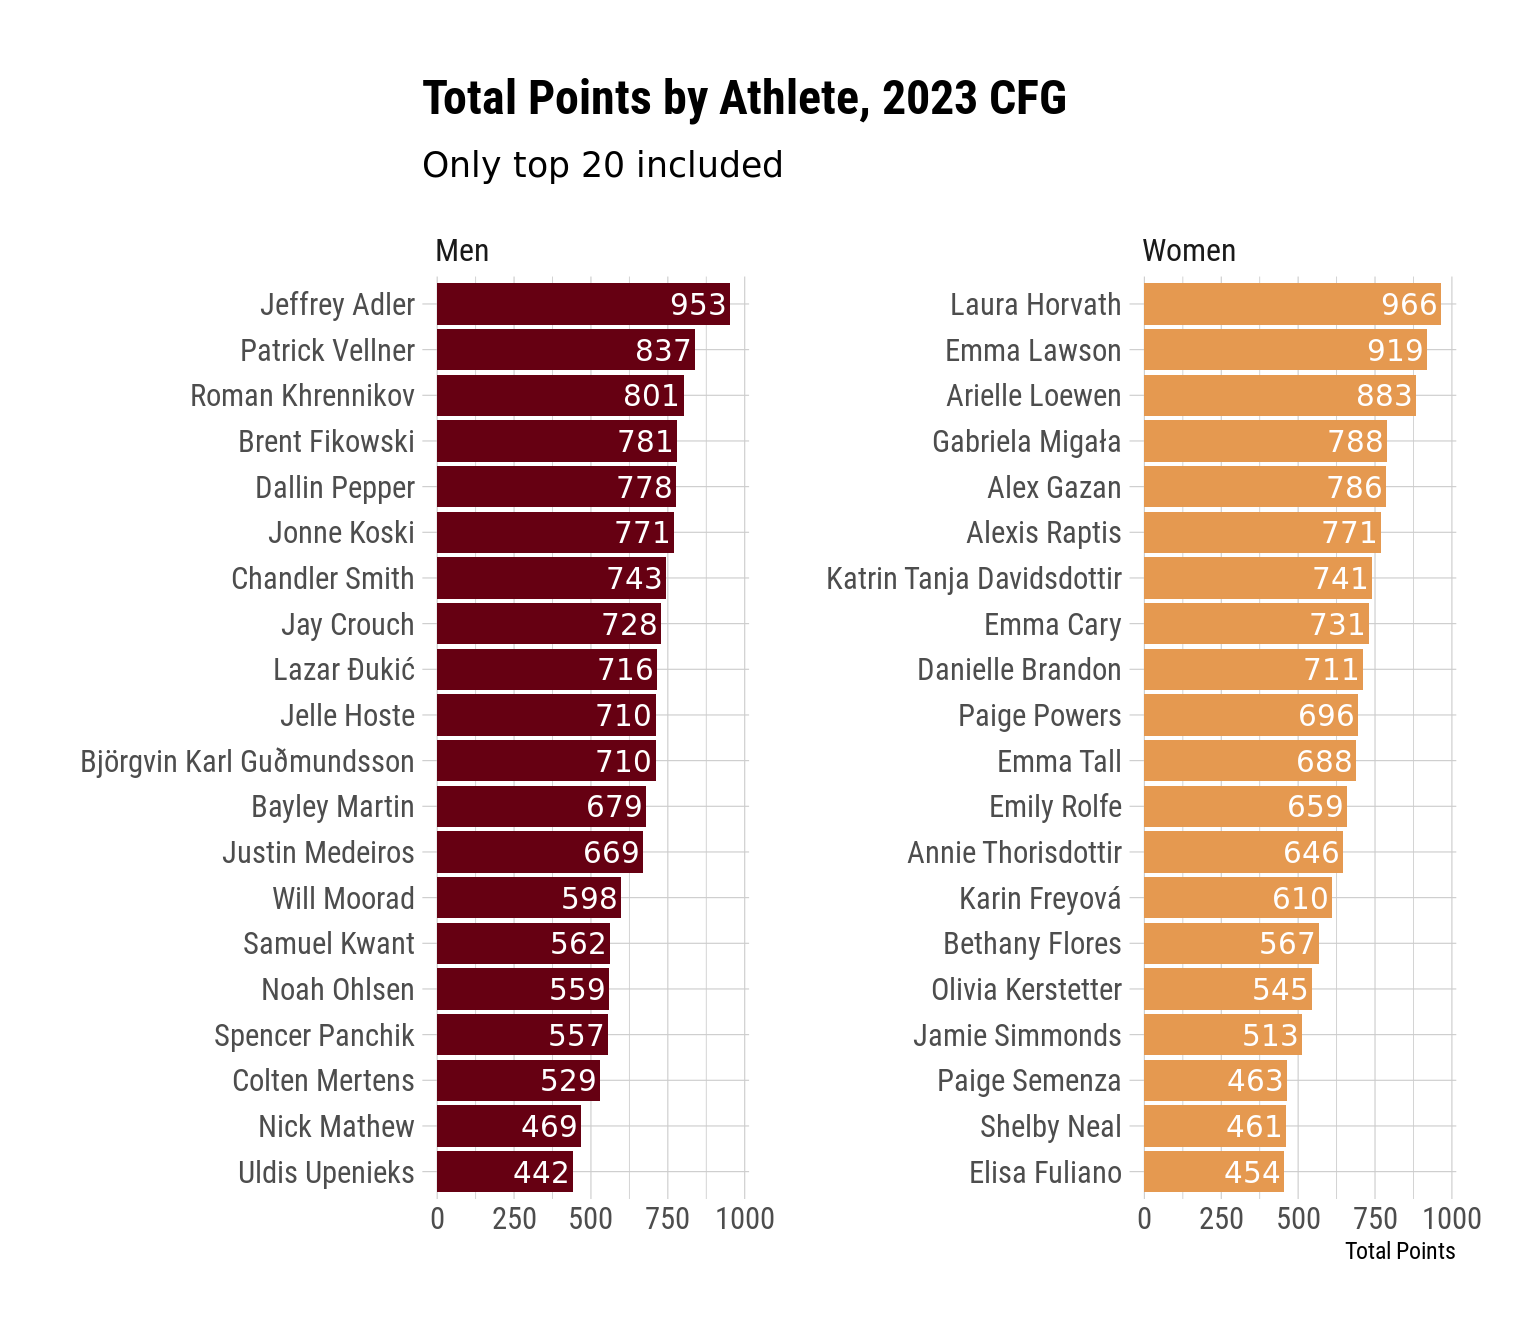 Total Points by Athlete, 2023 CFG
Only top 20 included
Men
Jeffrey Adler 953
Patrick Vellner 837
Roman Khrennikov 801
Brent Fikowski 781
Dallin Pepper 778
Jonne Koski 771
Chandler Smith 743
Jay Crouch 728
Lazar Đukić 716
Jelle Hoste 710
Björgvin Karl Guðmundsson 710
Bayley Martin 679
Justin Medeiros 669
Will Moorad 598
Samuel Kwant 562
Noah Ohlsen 559
Spencer Panchik 557
Colten Mertens 529
Nick Mathew 469
Uldis Upenieks 442
0 250 500 750 1000
Women
Laura Horvath 966
Emma Lawson 919
Arielle Loewen 883
Gabriela Migała 788
Alex Gazan 786
Alexis Raptis 771
Katrin Tanja Davidsdottir 741
Emma Cary 731
Danielle Brandon 711
Paige Powers 696
Emma Tall 688
Emily Rolfe 659
Annie Thorisdottir 646
Karin Freyová 610
Bethany Flores 567
Olivia Kerstetter 545
Jamie Simmonds 513
Paige Semenza 463
Shelby Neal 461
Elisa Fuliano 454
0 250 500 750 1000
Total Points